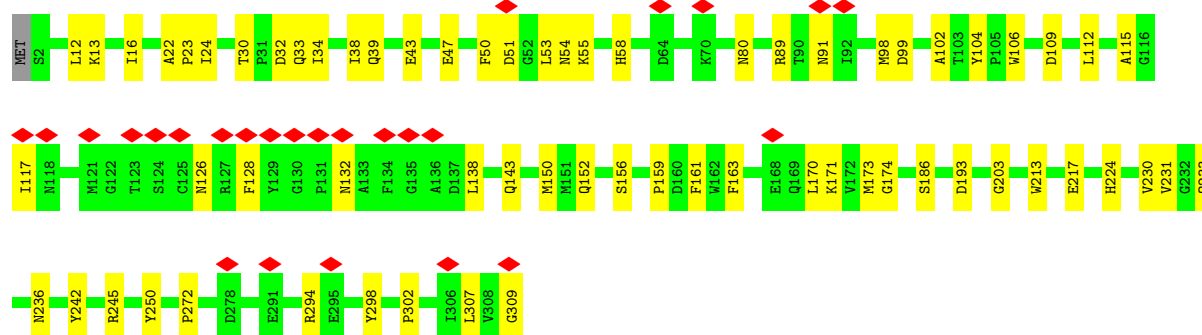 MET S2 L12 K13 I16 A22 P23 I24 T30 P31 D32 Q33 I34 I38 Q39 E43 E47 F50 D51 G52 L53 N54 K55 H58 D64 K70 N80 R89 T90 N91 I92 M98 D99 A102 T103 Y104 P105 W106 D109 L112 A115 G116
I117 N118 M121 G122 T123 S124 C125 N126 R127 F128 Y129 G130 P131 N132 A133 F134 G135 A136 D137 L138 Q143 M150 M151 Q152 S156 P159 D160 F161 W162 F163 E168 Q169 L170 K171 V172 M173 G174 S186 D193 G203 W213 E217 H224 V230 V231 G232
N236 Y242 R245 Y250 P272 D278 E291 R294 E295 Y298 P302 I306 L307 V308 G309